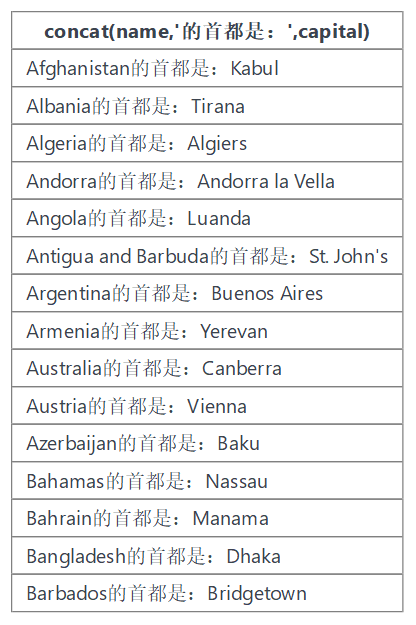 concat(name,'的首都是：',capital)
Afghanistan的首都是：Kabul
Albania的首都是：Tirana
Algeria的首都是：Algiers
Andorra的首都是：Andorra la Vella
Angola的首都是：Luanda
Antigua and Barbuda的首都是：St. John's
Argentina的首都是：Buenos Aires
Armenia的首都是：Yerevan
Australia的首都是：Canberra
Austria的首都是：Vienna
Azerbaijan的首都是：Baku
Bahamas的首都是：Nassau
Bahrain的首都是：Manama
Bangladesh的首都是：Dhaka
Barbados的首都是：Bridgetown